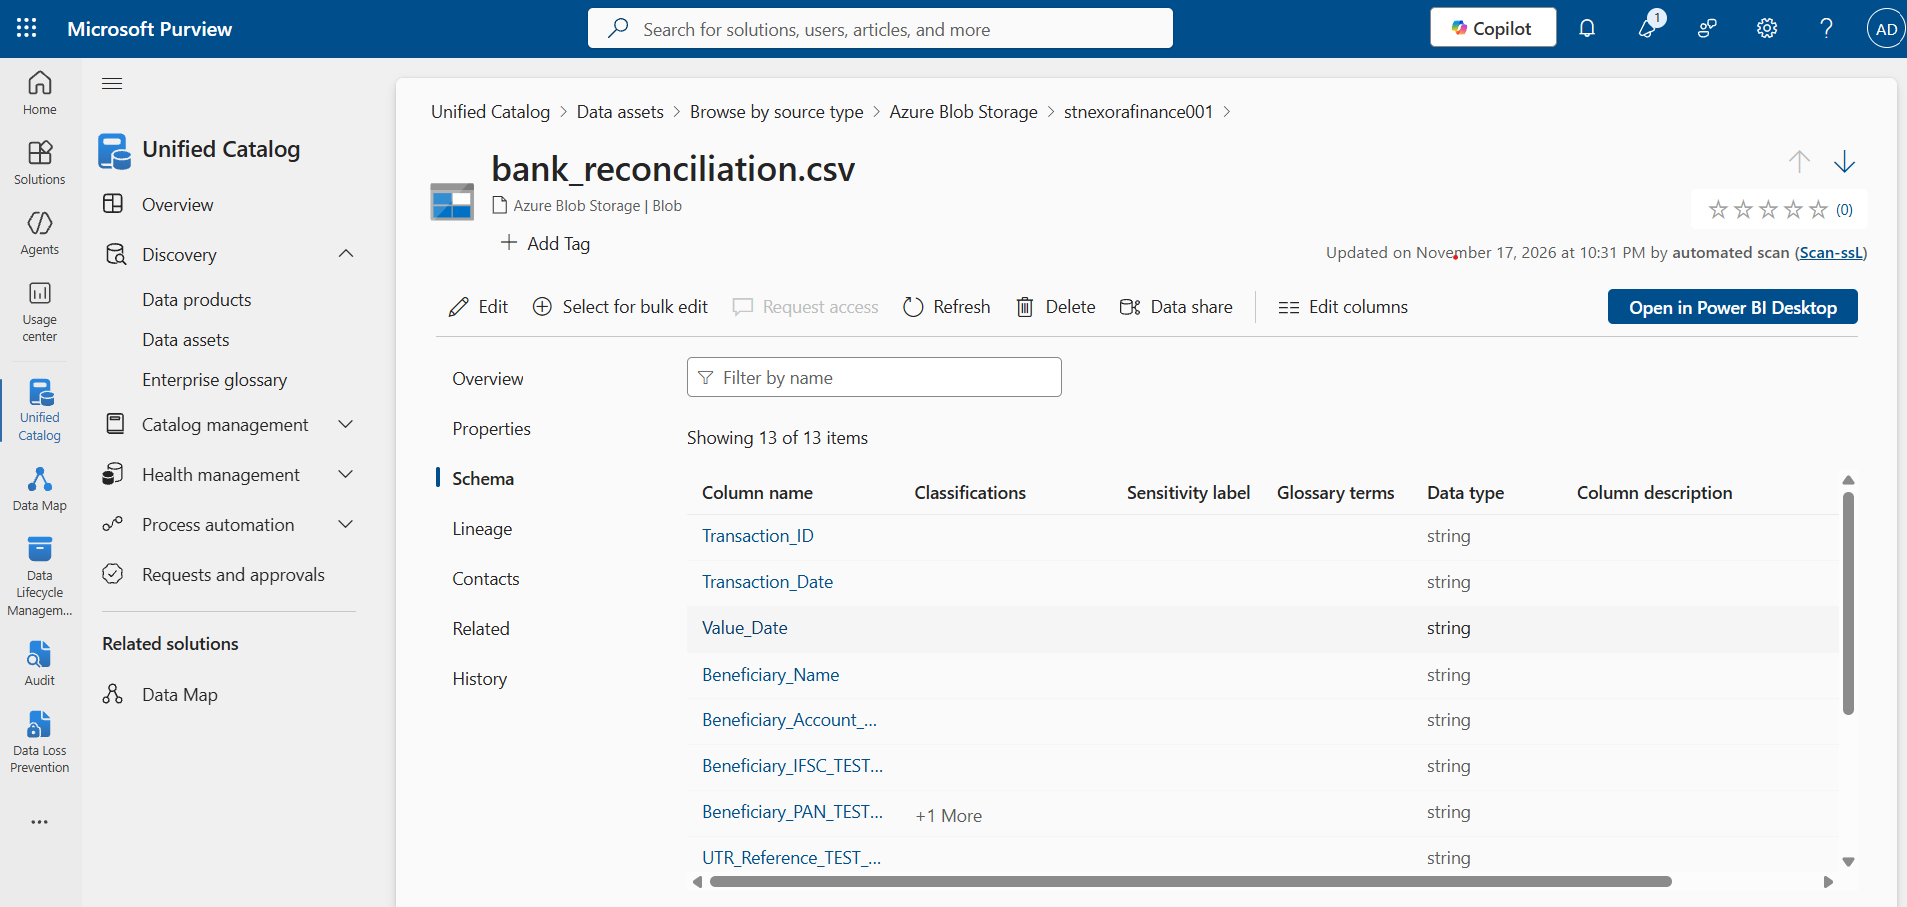 Microsoft Purview
Search for solutions, users, articles, and more
Copilot
1
AD
Home
Solutions
Agents
Usage
center
Unified
Catalog
Data Map
Data
Lifecycle
Managem...
Audit
Data Loss
Prevention
Unified Catalog
Overview
Discovery
Data products
Data assets
Enterprise glossary
Catalog management
Health management
Process automation
Requests and approvals
Related solutions
Data Map
Unified Catalog > Data assets > Browse by source type > Azure Blob Storage > stnexorafinance001 >
bank_reconciliation.csv
Azure Blob Storage | Blob
Add Tag
(0)
Updated on November 17, 2026 at 10:31 PM by automated scan (Scan-ssL)
Edit Select for bulk edit Request access Refresh Delete Data share Edit columns Open in Power BI Desktop
Overview
Properties
Schema
Lineage
Contacts
Related
History
Filter by name
Showing 13 of 13 items
Column name Classifications Sensitivity label Glossary terms Data type Column description
Transaction_ID string
Transaction_Date string
Value_Date string
Beneficiary_Name string
Beneficiary_Account_... string
Beneficiary_IFSC_TEST... string
Beneficiary_PAN_TEST... +1 More string
UTR_Reference_TEST_... string